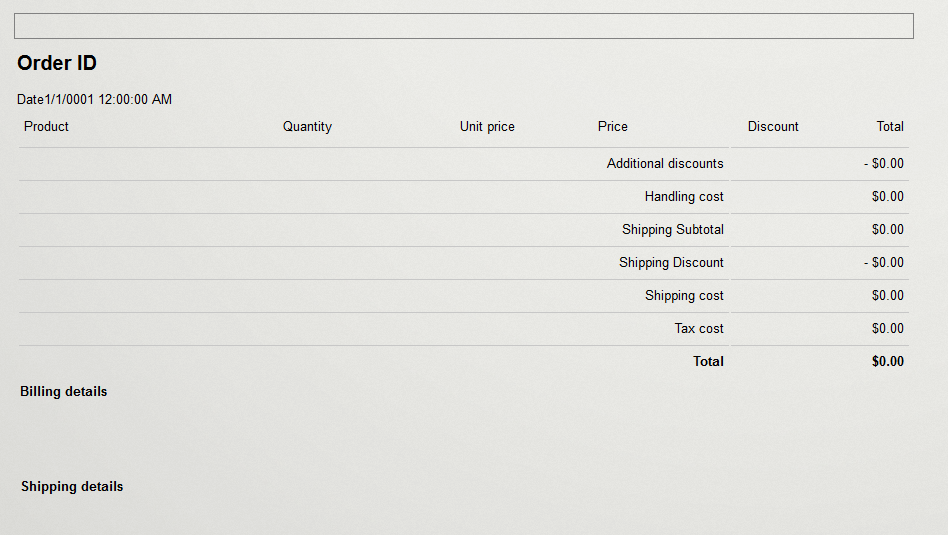 Order ID
Date1/1/0001 12:00:00 AM
Product Quantity Unit price Price Discount Total
Additional discounts - $0.00
Handling cost $0.00
Shipping Subtotal $0.00
Shipping Discount - $0.00
Shipping cost $0.00
Tax cost $0.00
Total $0.00
Billing details
Shipping details